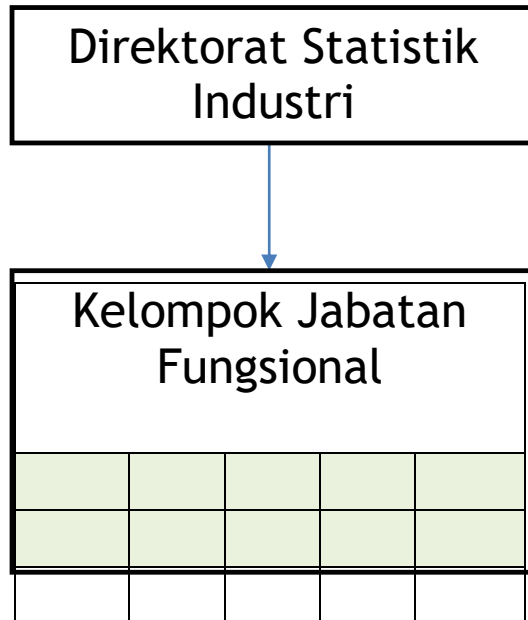 Direktorat Statistik
Industri
Kelompok Jabatan
Fungsional